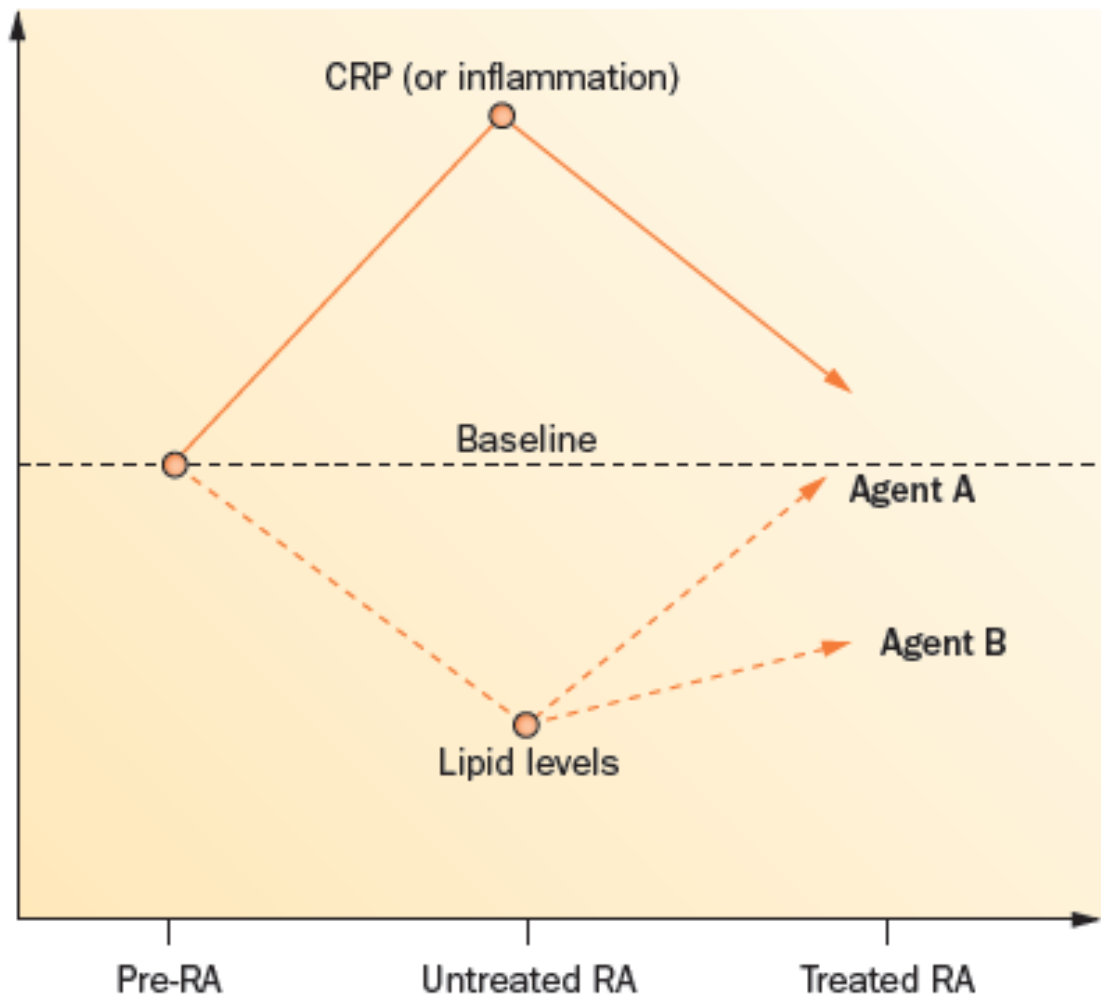 CRP (or inflammation)
Baseline
Agent A
Agent B
Lipid levels
Pre-RA
Untreated RA
Treated RA